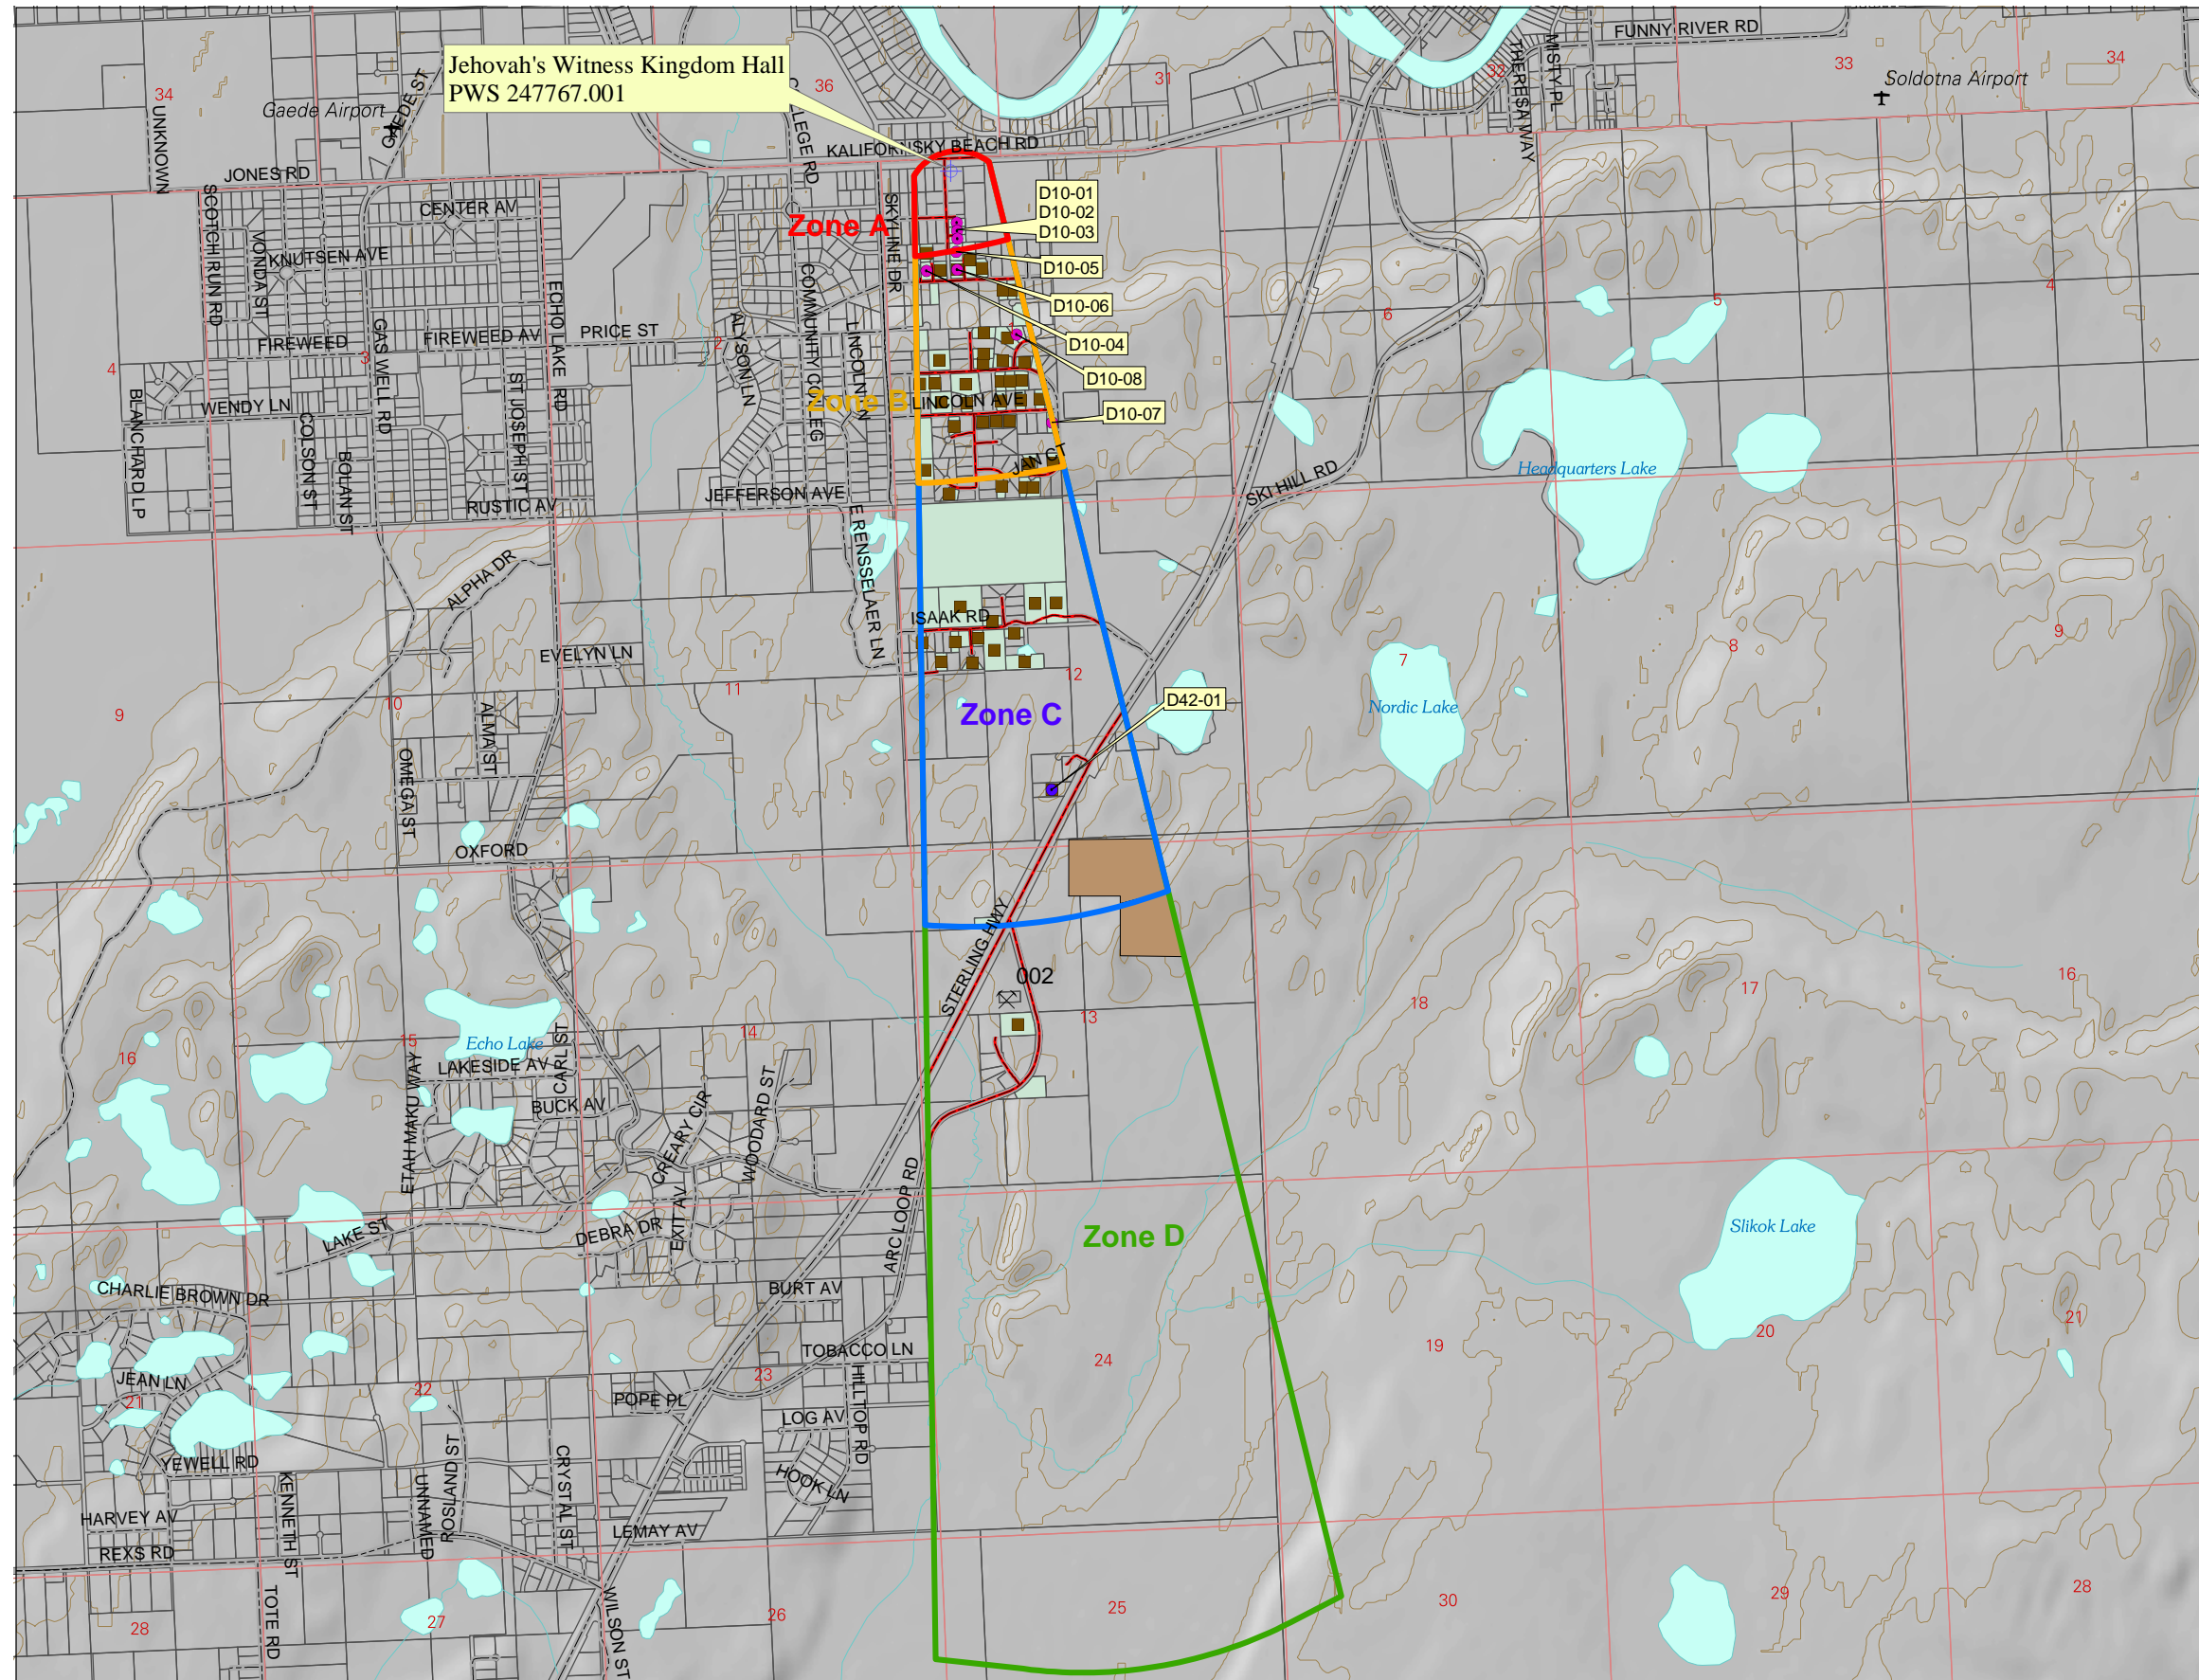 Jehovah's Witness Kingdom Hall
PWS 247767.001
FUNNY RIVER RD
THERESA WAY
MISTY PL
34
36
31
32
33
34
Gaede Airport
GAEDE ST
Soldotna Airport
UNKNOWN
LEGE RD
KALIFORNSKY BEACH RD
JONES RD
SCOTCH RUN RD
VONDA ST
CENTER AV
KNUTSEN AVE
SKYLINE DR
Zone A
D10-01
D10-02
D10-03
D10-05
D10-06
D10-04
D10-08
D10-07
COMMUNITY COLLEG
ECHO LAKE RD
GASWELL RD
FIREWEED
FIREWEED AV
PRICE ST
ALYSON LN
LINCOLN LN
4
3
2
6
5
4
BLANCHARD LP
WENDY LN
COLSON ST
BOLAN ST
ST JOSEPH ST
Zone B
LINCOLN AVE
JAN CT
JEFFERSON AVE
RUSTIC AV
SKI HILL RD
Headquarters Lake
E RENSSELAER LN
ALPHA DR
ISAAK RD
EVELYN LN
9
10
11
12
7
8
9
Nordic Lake
ALMA ST
OMEGA ST
Zone C
D42-01
OXFORD
STERLING HWY
002
16
15
14
13
18
17
16
Echo Lake
LAKESIDE AV
CARL ST
BUCK AV
ETAH MAKU WAY
CREARY CIR
WOODARD ST
EXIT AV
DEBRA DR
LAKE ST
ARC LOOP RD
Zone D
Slikok Lake
CHARLIE BROWN DR
BURT AV
TOBACCO LN
21
22
23
24
19
20
21
JEAN LN
POPE PL
LOG AV
HILLTOP RD
HOOK LN
YEWELL RD
KENNETH ST
UNNAMED
ROSLAND ST
CRYSTAL ST
HARVEY AV
REXS RD
LEMAY AV
TOTE RD
WILSON ST
28
27
26
25
30
29
28